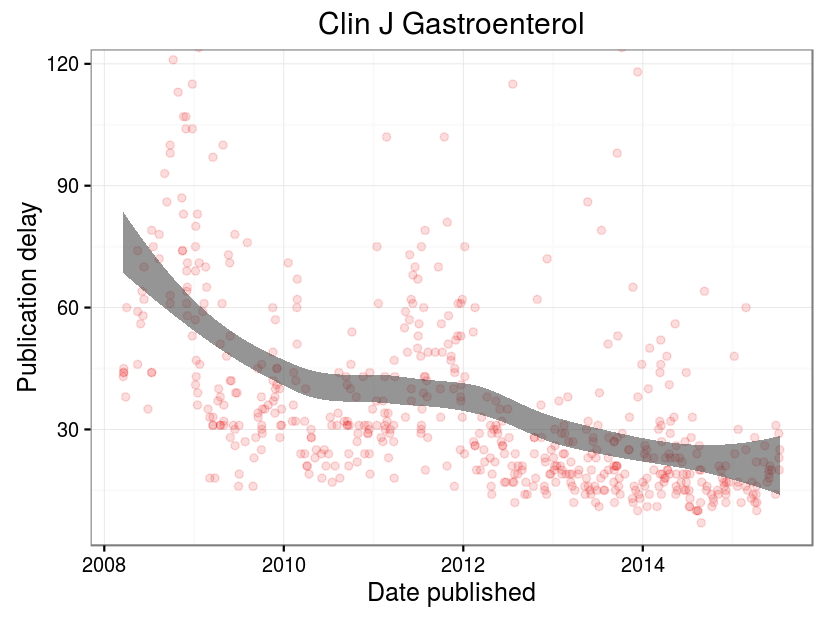 Clin J Gastroenterol
120
90
60
30
Publication delay
2008 2010 2012 2014
Date published